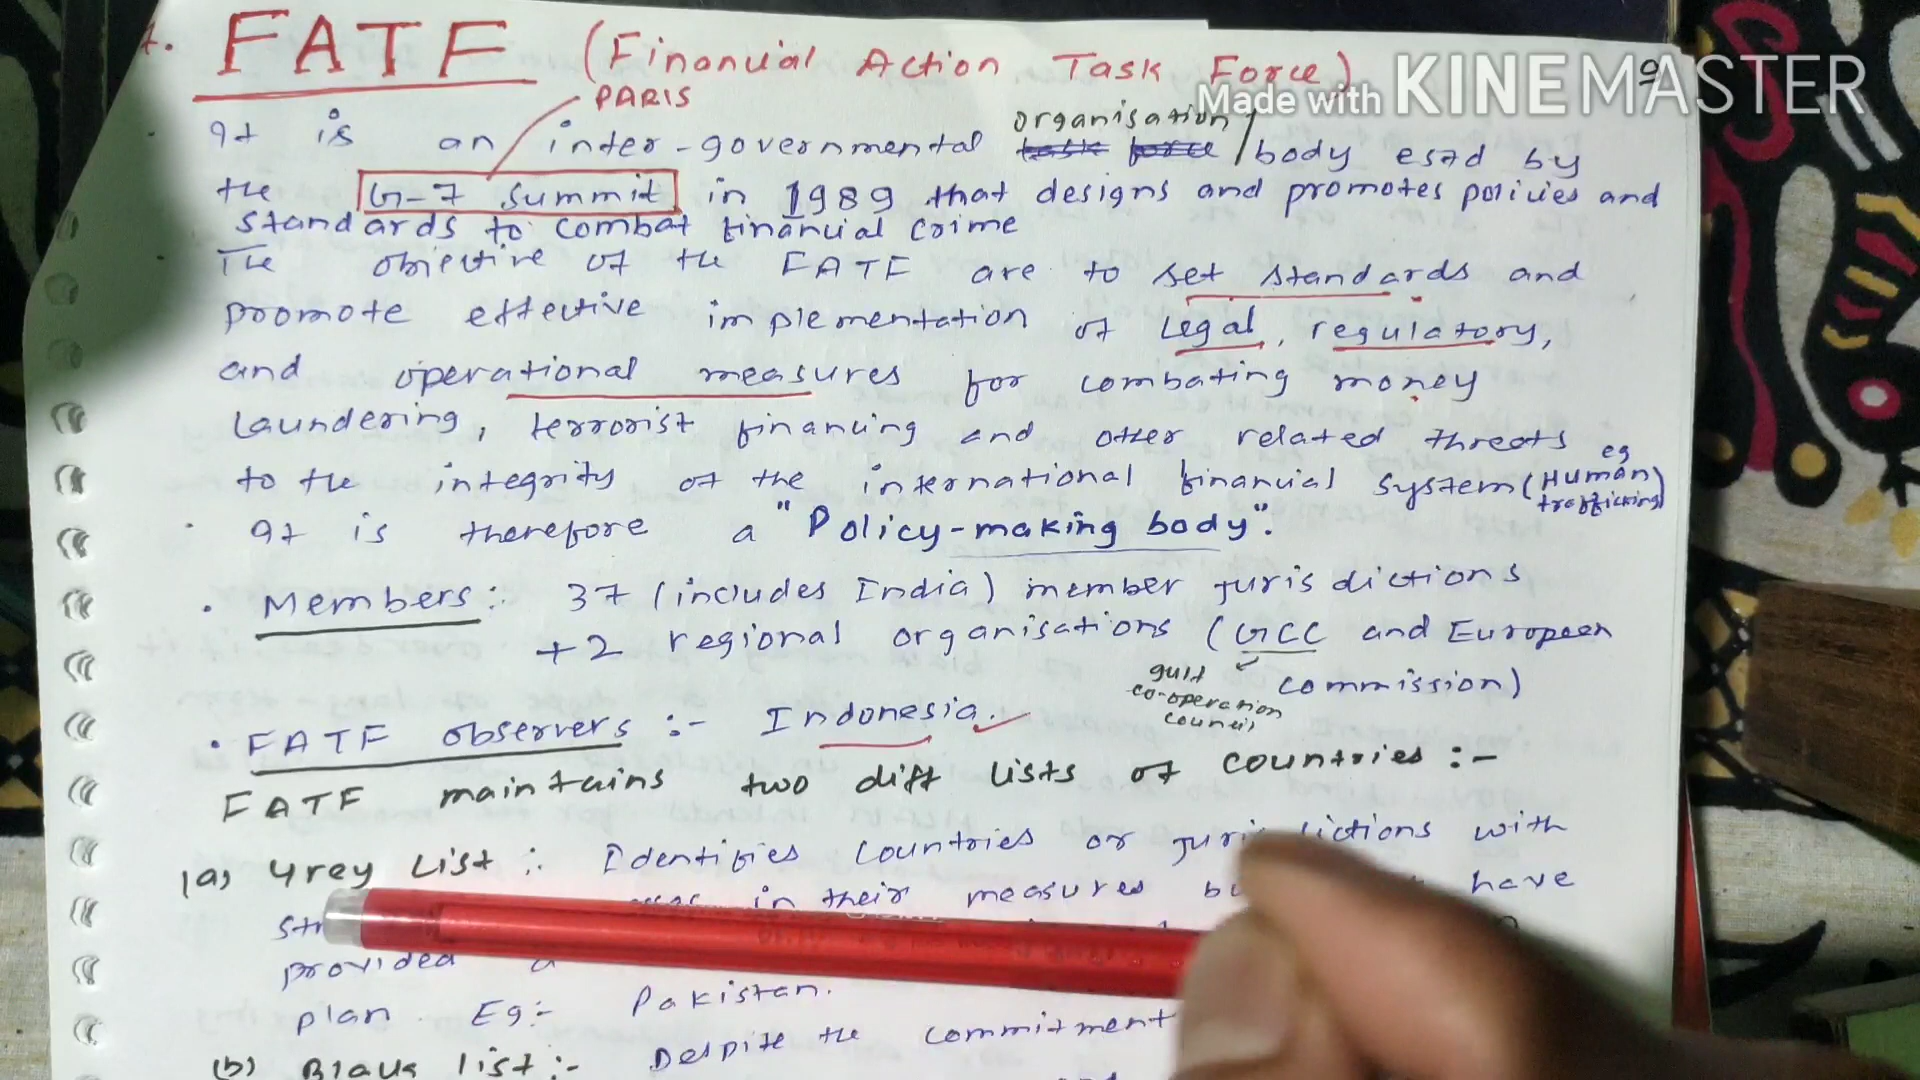 FATF (Financial Action Task Force)
Made with KINEMASTER
PARIS
It is an inter-governmental organisation / body estd by
the G-7 summit in 1989 that designs and promotes policies and
standards to combat financial crime
The objective of the FATF are to set standards and
promote effective implementation of legal, regulatory,
and operational measures for combating money
laundering, terrorist financing and other related threats
to the integrity of the international financial system (eg Human trafficking)
It is therefore a "Policy-making body".
• Members :- 37 (includes India) member jurisdictions
+2 regional organisations (GCC and European
gulf co-operation council
commission)
• FATF observers :- Indonesia.
FATF maintains two diff lists of countries :-
(a) Grey List :- Identifies countries or jurisdictions with
in their measures have
provided a
plan Eg:- Pakistan.
(b) Black list :- Despite the commitment